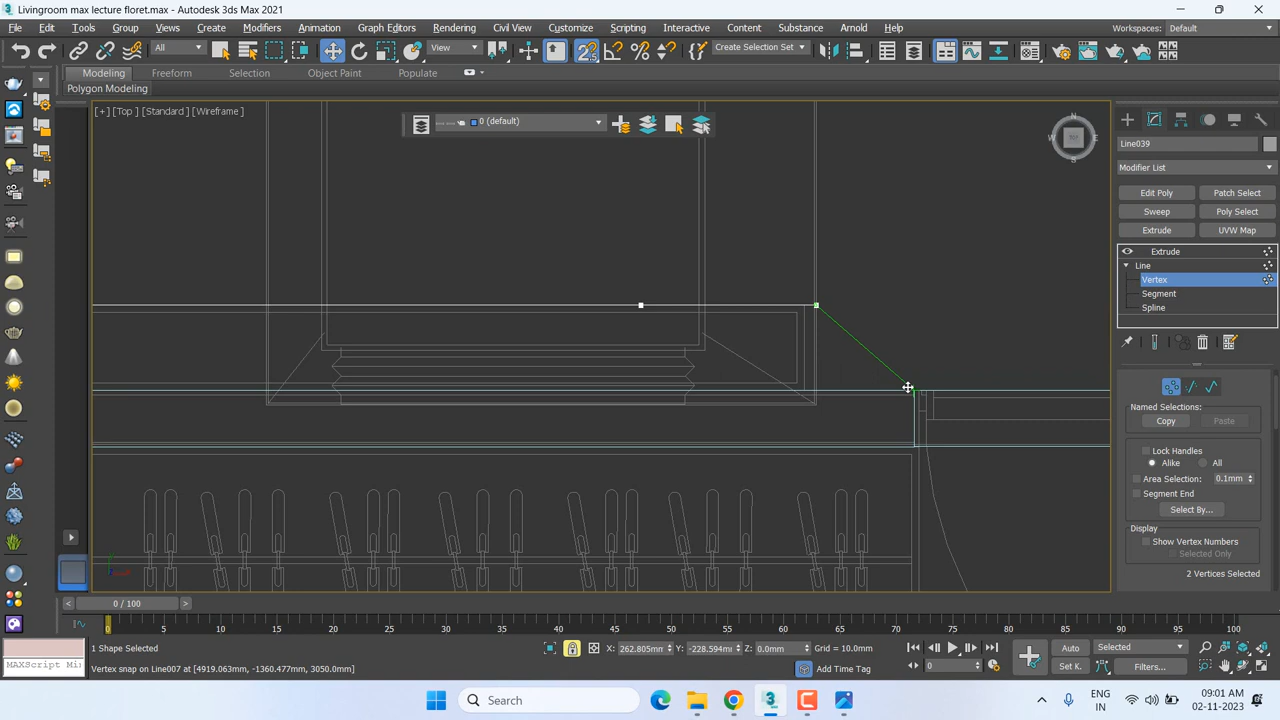 Livingroom max lecture floret.max - Autodesk 3ds Max 2021
File Edit Tools Group Views Create Modifiers Animation Graph Editors Rendering Civil View Customize Scripting Interactive Content Substance Arnold Help
Workspaces: Default
All View Create Selection Set
Modeling Freeform Selection Object Paint Populate
Polygon Modeling
[+] [Top ] [Standard ] [Wireframe ]
0 (default)
N
W E
S
Line039
Modifier List
Edit Poly Patch Select
Sweep Poly Select
Extrude UVW Map
Extrude
Line
Vertex
Segment
Spline
Named Selections:
Copy Paste
Lock Handles
Alike All
Area Selection: 0.1mm
Segment End
Select By...
Display
Show Vertex Numbers
Selected Only
2 Vertices Selected
< 0 / 100 >
0 5 10 15 20 25 30 35 40 45 50 55 60 65 70 75 80 85 90 95 100
1 Shape Selected
X: 262.805mm Y: -228.594mm Z: 0.0mm Grid = 10.0mm
Auto Selected
MAXScript Mi
Vertex snap on Line007 at [4919.063mm, -1360.477mm, 3050.0mm]
Add Time Tag
0
Set K. Filters...
Search
ENG
IN
09:01 AM
02-11-2023